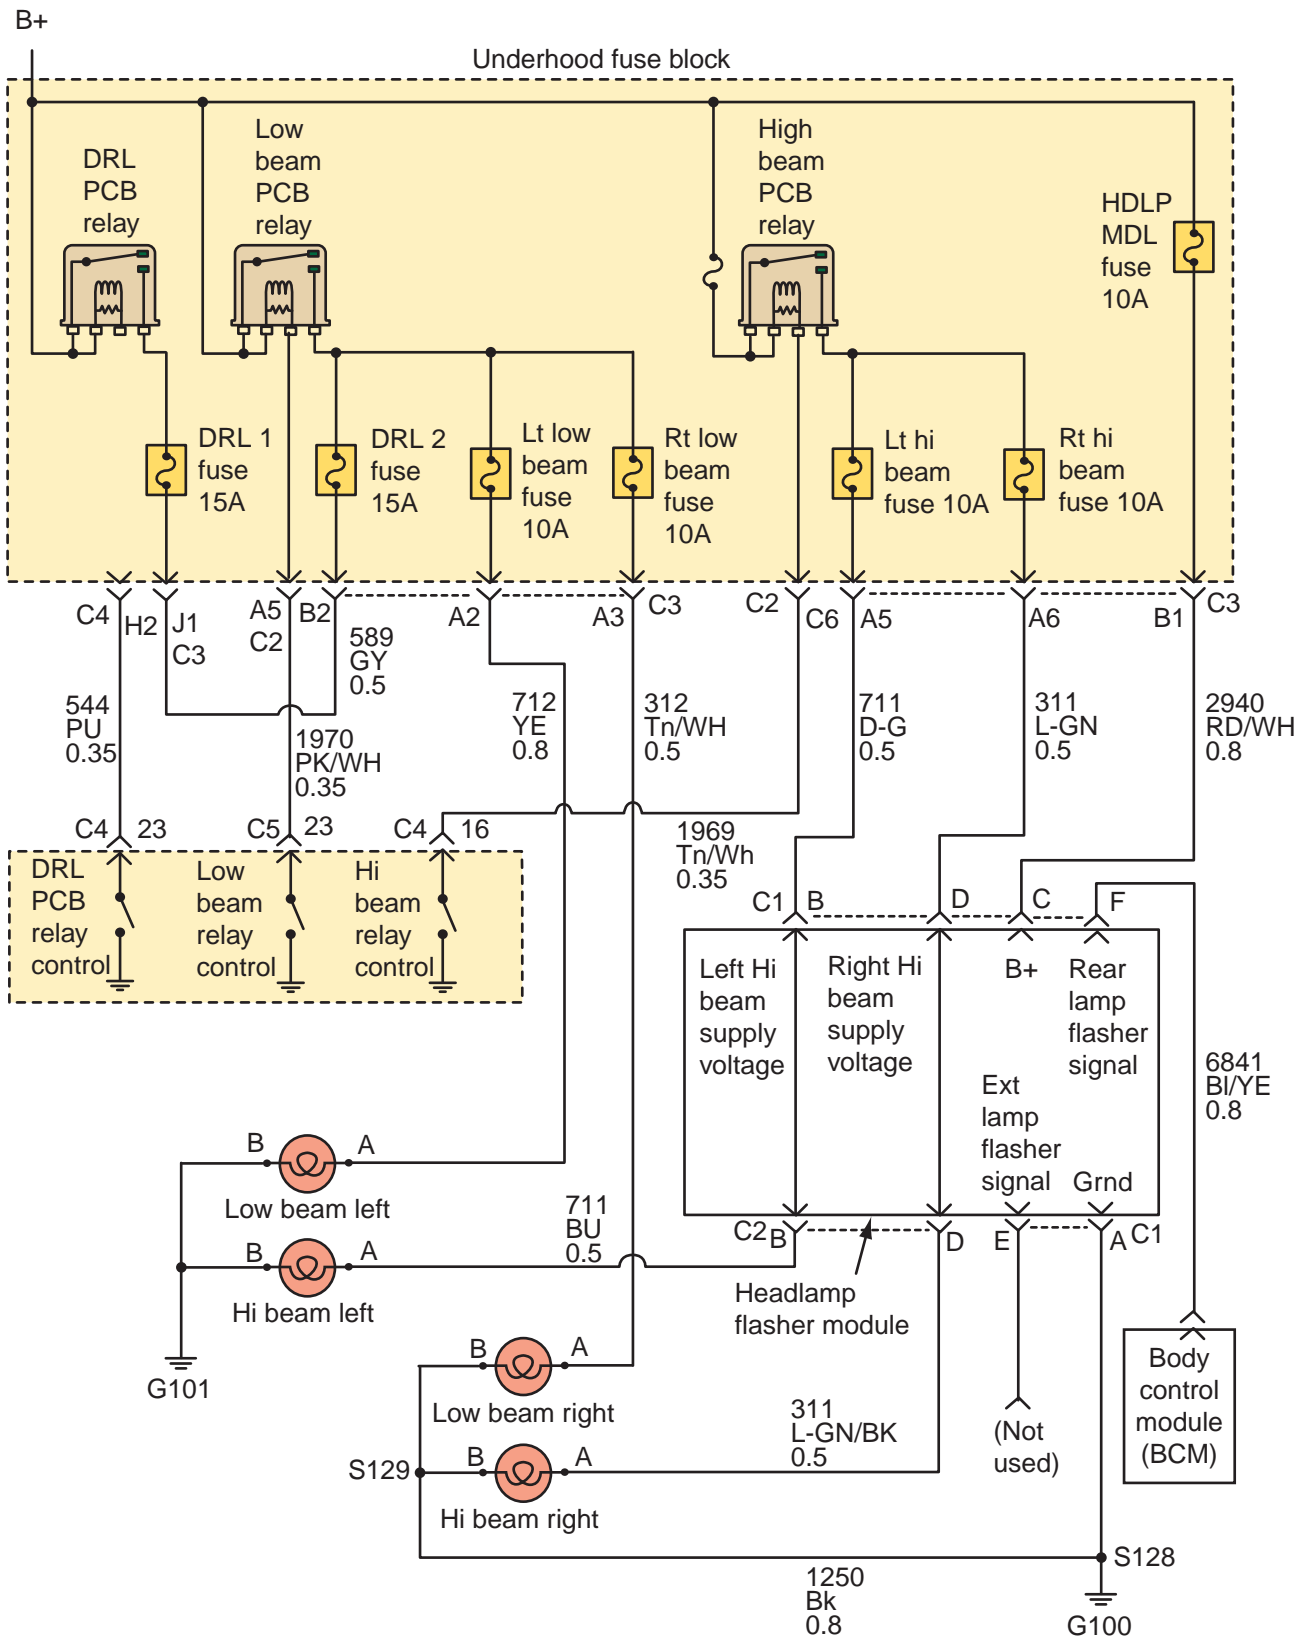 B+
Underhood fuse block
DRL
PCB
relay
Low
beam
PCB
relay
High
beam
PCB
relay
HDLP
MDL
fuse
10A
DRL 1
fuse
15A
DRL 2
fuse
15A
Lt low
beam
fuse
10A
Rt low
beam
fuse
10A
Lt hi
beam
fuse 10A
Rt hi
beam
fuse 10A
C4
H2
J1
C3
A5
C2
B2
A2
A3
C3
C2
C6
A5
A6
B1
C3
544
PU
0.35
589
GY
0.5
1970
PK/WH
0.35
712
YE
0.8
312
Tn/WH
0.5
711
D-G
0.5
311
L-GN
0.5
2940
RD/WH
0.8
1969
Tn/Wh
0.35
C4
23
C5
23
C4
16
DRL
PCB
relay
control
Low
beam
relay
control
Hi
beam
relay
control
C1
B
D
C
F
Left Hi
beam
supply
voltage
Right Hi
beam
supply
voltage
B+
Rear
lamp
flasher
signal
Ext
lamp
flasher
signal
Grnd
6841
Bl/YE
0.8
C2
B
D
E
A
C1
Headlamp
flasher module
B
A
Low beam left
711
BU
0.5
B
A
Hi beam left
G101
B
A
Low beam right
311
L-GN/BK
0.5
S129
B
A
Hi beam right
(Not
used)
Body
control
module
(BCM)
S128
1250
Bk
0.8
G100